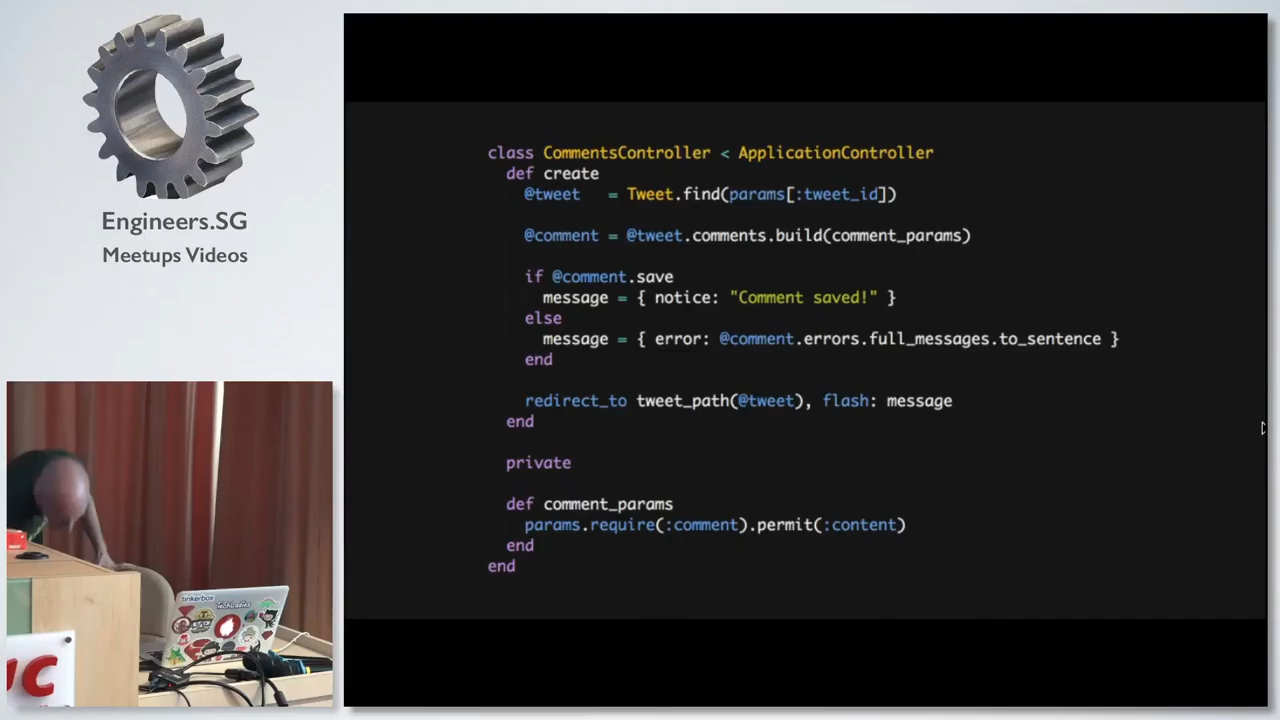 Engineers.SG
Meetups Videos
class CommentsController < ApplicationController
def create
@tweet = Tweet.find(params[:tweet_id])
@comment = @tweet.comments.build(comment_params)
if @comment.save
message = { notice: "Comment saved!" }
else
message = { error: @comment.errors.full_messages.to_sentence }
end
redirect_to tweet_path(@tweet), flash: message
end
private
def comment_params
params.require(:comment).permit(:content)
end
end
tinkerbox
TechLadies